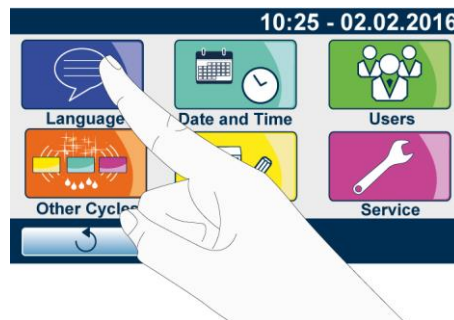 10:25 - 02.02.2016
Language Date and Time Users
Other Cycles Service